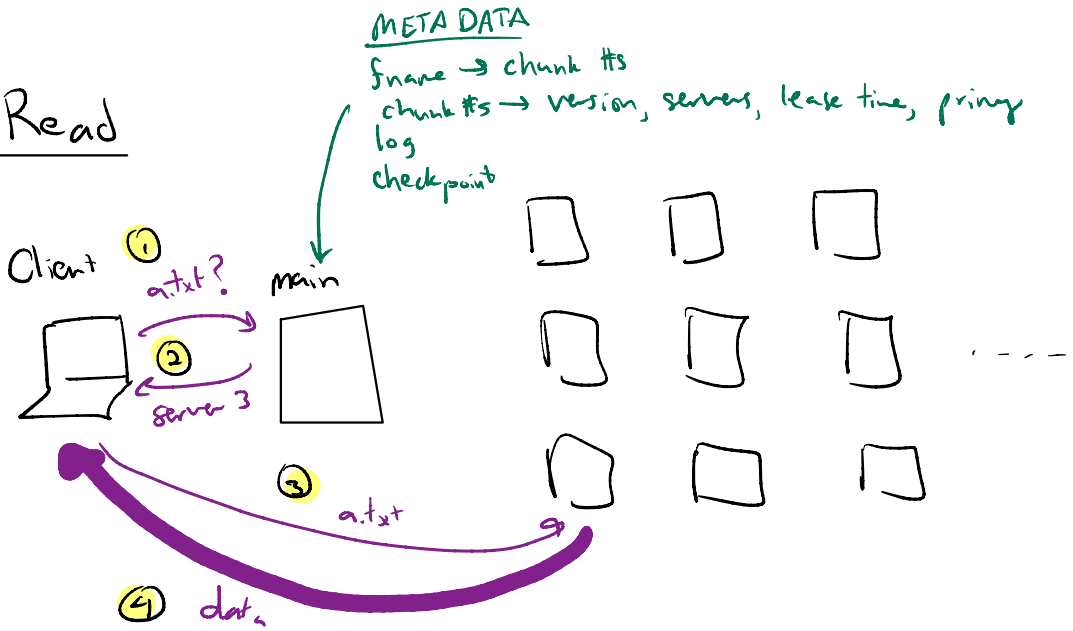 META DATA
fname → chunk #s
chunk #s → version, servers, lease time, primary
log
checkpoint
Read
Client
1
a.txt?
main
2
server 3
3
a.txt
4
data